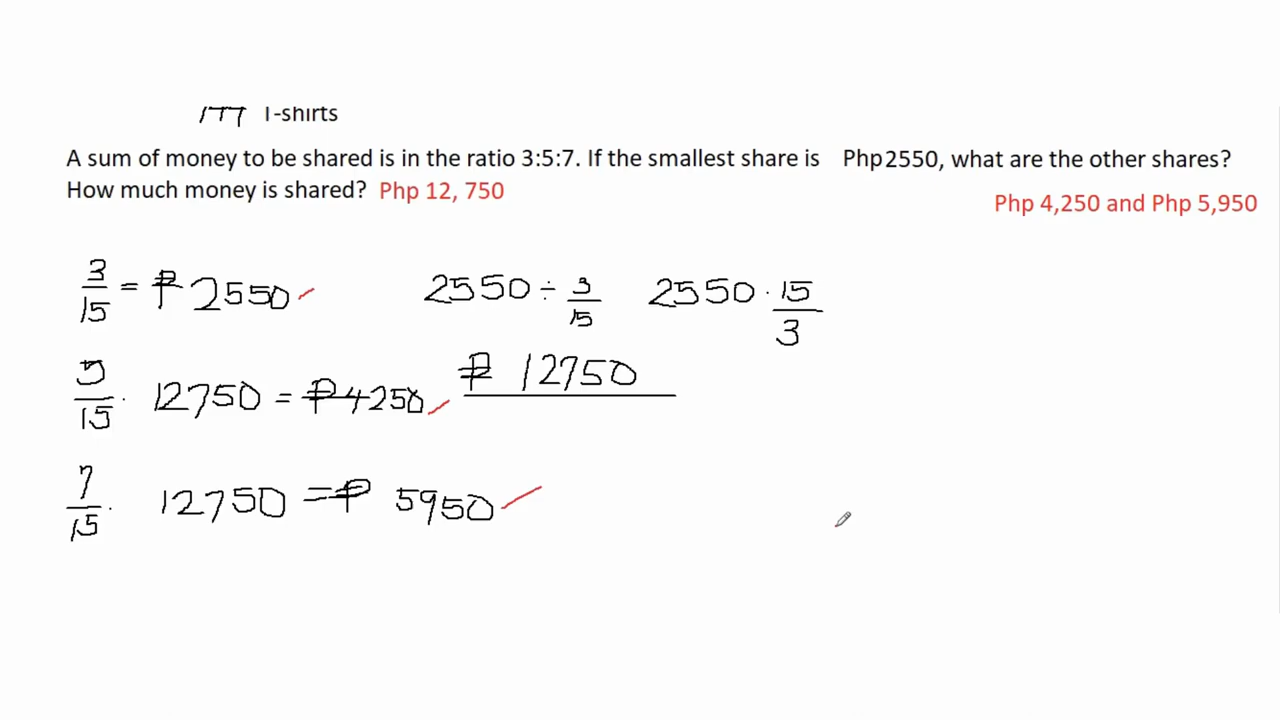 T-shirts
A sum of money to be shared is in the ratio 3:5:7. If the smallest share is Php2550, what are the other shares?
How much money is shared? Php 12, 750
Php 4,250 and Php 5,950
3/15 = ₱ 2550
2550 ÷ 3/15
2550 · 15/3
₱ 12750
5/15 · 12750 = ₱4250
7/15 · 12750 = ₱ 5950